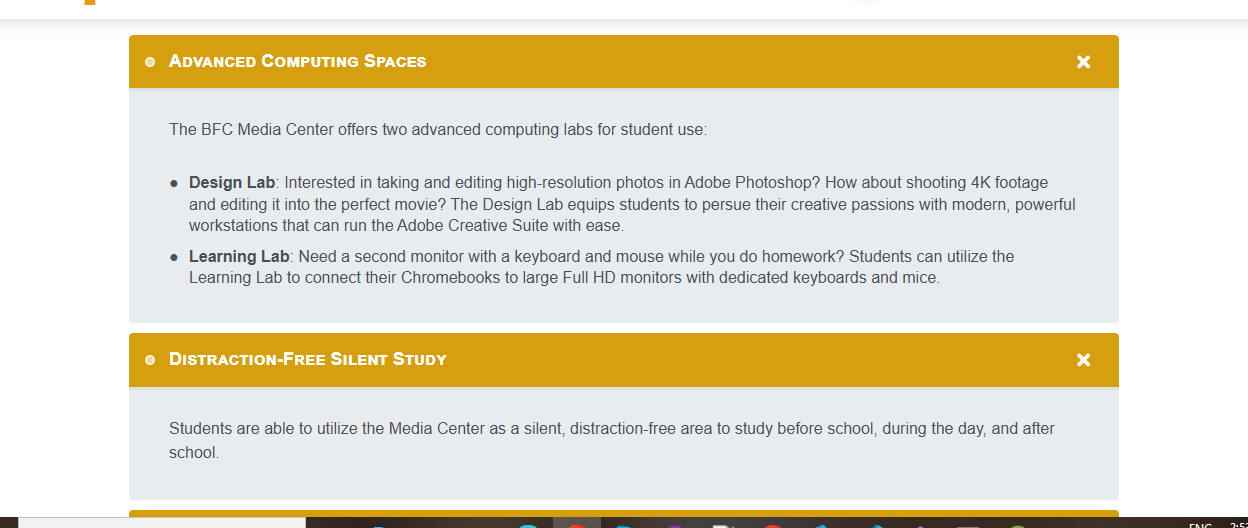 ADVANCED COMPUTING SPACES
The BFC Media Center offers two advanced computing labs for student use:
Design Lab: Interested in taking and editing high-resolution photos in Adobe Photoshop? How about shooting 4K footage
and editing it into the perfect movie? The Design Lab equips students to persue their creative passions with modern, powerful
workstations that can run the Adobe Creative Suite with ease.
Learning Lab: Need a second monitor with a keyboard and mouse while you do homework? Students can utilize the
Learning Lab to connect their Chromebooks to large Full HD monitors with dedicated keyboards and mice.
DISTRACTION-FREE SILENT STUDY
Students are able to utilize the Media Center as a silent, distraction-free area to study before school, during the day, and after
school.